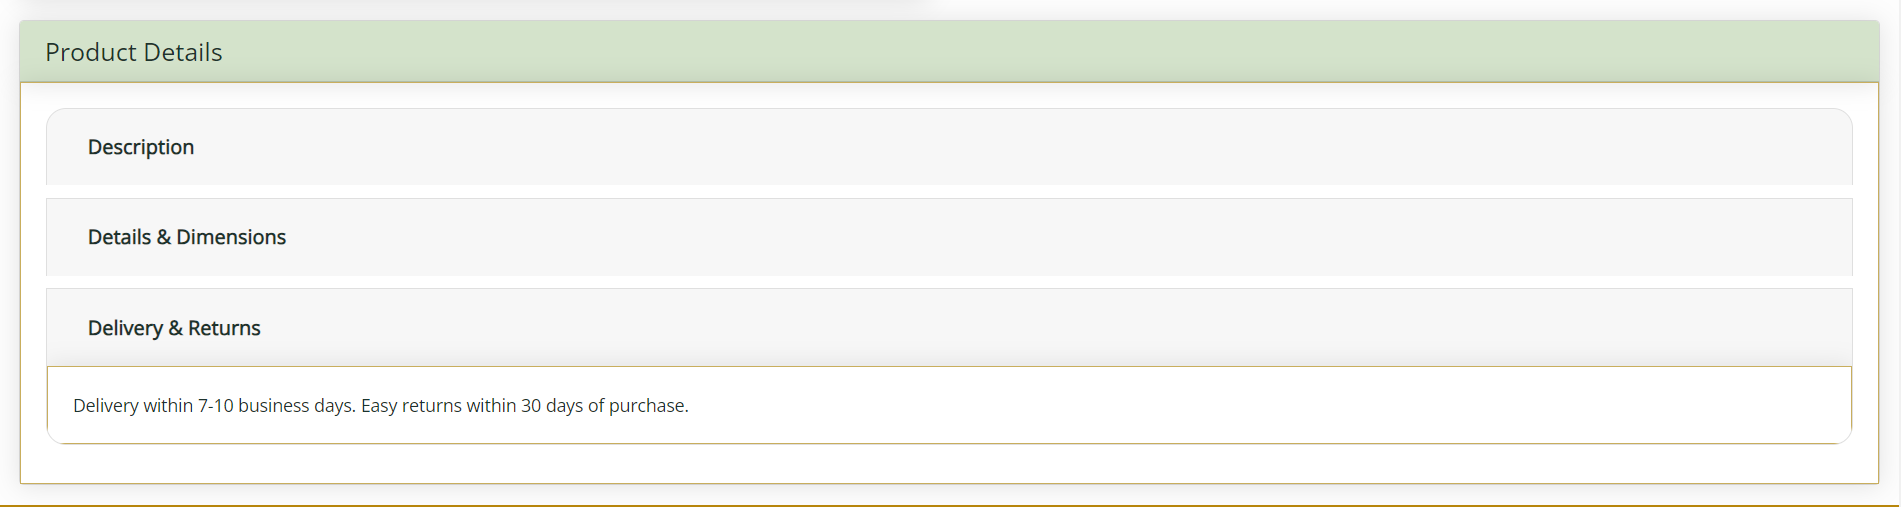 Product Details
Description
Details & Dimensions
Delivery & Returns
Delivery within 7-10 business days. Easy returns within 30 days of purchase.